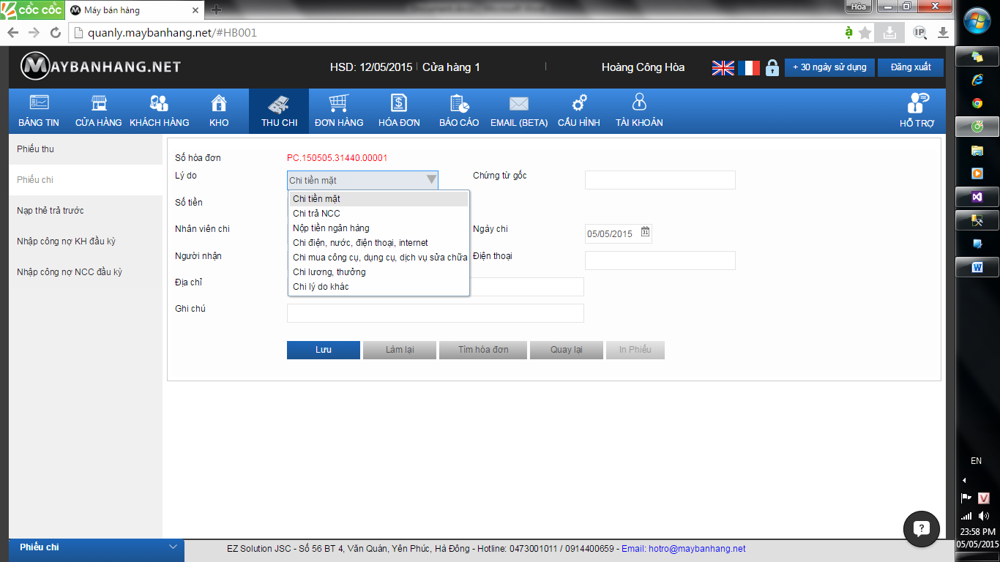 cốc cốc
Máy bán hàng
Hòa
quanly.maybanhang.net/#HB001
IP
MAYBANHANG.NET
HSD: 12/05/2015 | Cửa hàng 1 |
Hoàng Công Hòa
+ 30 ngày sử dụng
Đăng xuất
BẢNG TIN
CỬA HÀNG
KHÁCH HÀNG
KHO
THU CHI
ĐƠN HÀNG
HÓA ĐƠN
BÁO CÁO
EMAIL (BETA)
CẤU HÌNH
TÀI KHOẢN
HỖ TRỢ
Phiếu thu
Phiếu chi
Nạp thẻ trả trước
Nhập công nợ KH đầu kỳ
Nhập công nợ NCC đầu kỳ
Số hóa đơn
PC.150505.31440.00001
Lý do
Chi tiền mặt
Chứng từ gốc
Chi tiền mặt
Chi trả NCC
Nộp tiền ngân hàng
Chi điện, nước, điện thoại, internet
Chi mua công cụ, dụng cụ, dịch vụ sửa chữa
Chi lương, thưởng
Chi lý do khác
Số tiền
Nhân viên chi
Ngày chi
05/05/2015
31
Người nhận
Điện thoại
Địa chỉ
Ghi chú
Lưu
Làm lại
Tìm hóa đơn
Quay lại
In Phiếu
Phiếu chi
EZ Solution JSC - Số 56 BT 4, Văn Quán, Yên Phúc, Hà Đông - Hotline: 0473001011 / 0914400659 - Email: hotro@maybanhang.net
EN
V
23:58 PM
05/05/2015